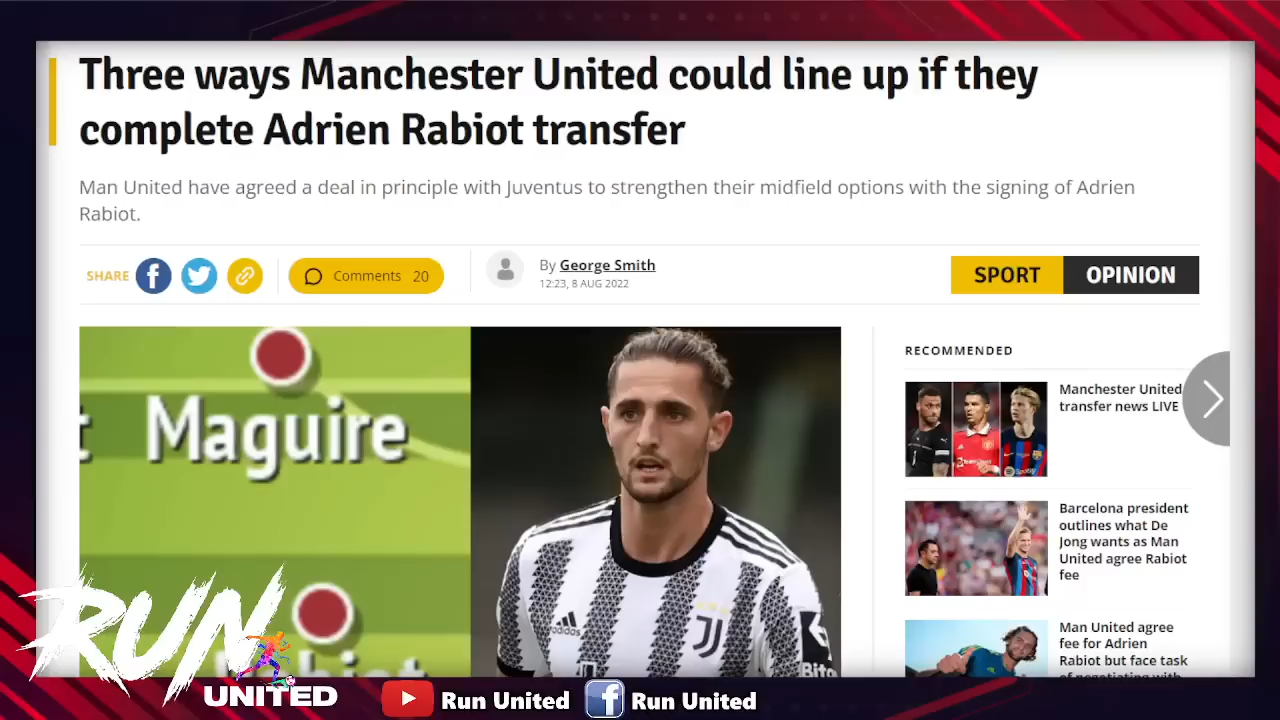 Three ways Manchester United could line up if they
complete Adrien Rabiot transfer
Man United have agreed a deal in principle with Juventus to strengthen their midfield options with the signing of Adrien
Rabiot.
SHARE
Comments 20
By George Smith
12:23, 8 AUG 2022
SPORT OPINION
Maguire
adidas
RECOMMENDED
Manchester United
transfer news LIVE
Barcelona president
outlines what De
Jong wants as Man
United agree Rabiot
fee
Man United agree
fee for Adrien
Rabiot but face task
RUN
UNITED
Run United
Run United